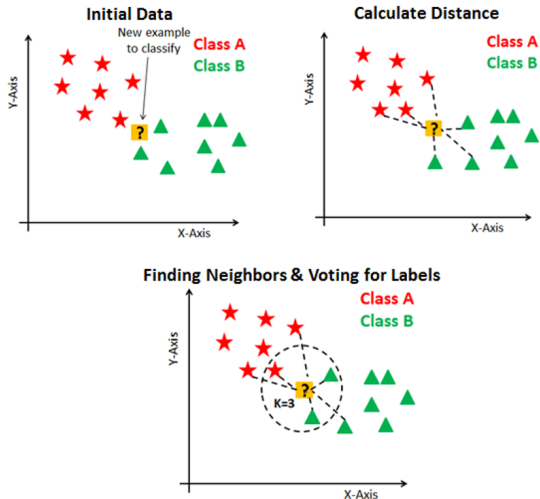 Initial Data
New example
to classify
Class A
Class B
?
Y-Axis
X-Axis
Calculate Distance
Class A
Class B
?
Y-Axis
X-Axis
Finding Neighbors & Voting for Labels
Class A
Class B
?
K=3
Y-Axis
X-Axis